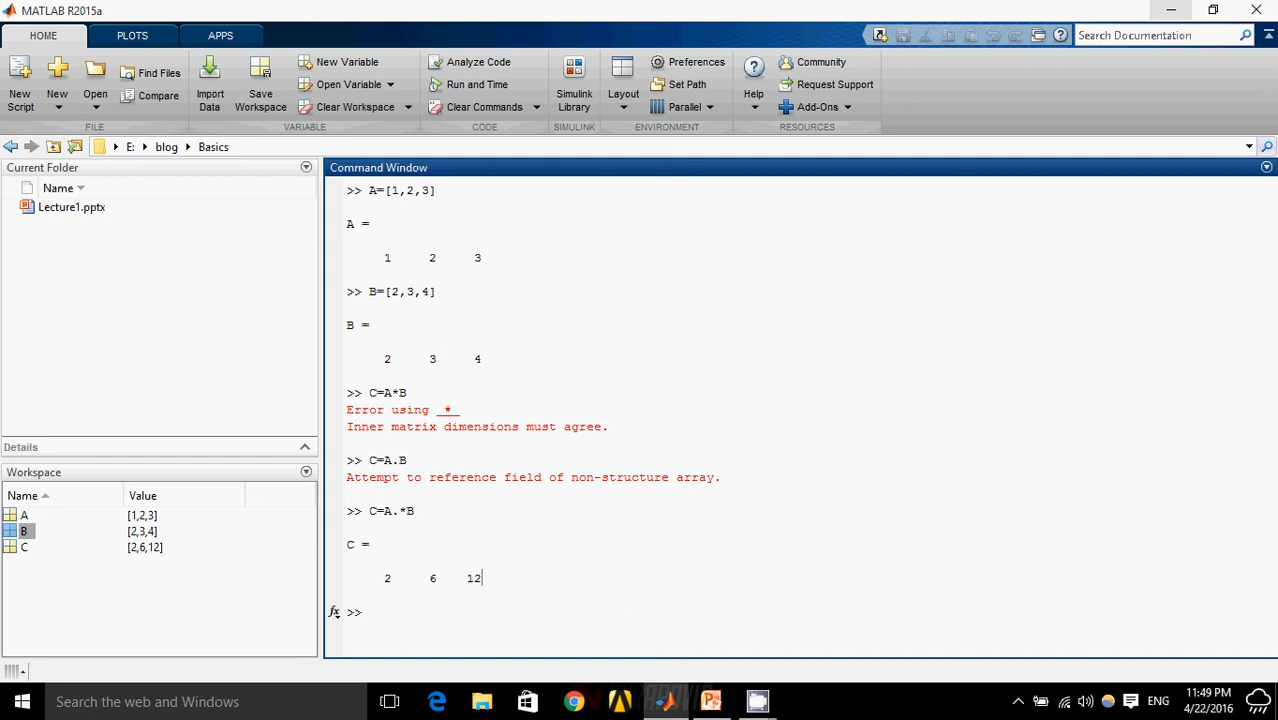 MATLAB R2015a
HOME PLOTS APPS Search Documentation
New Script New Open Find Files Compare Import Data Save Workspace New Variable Open Variable Clear Workspace Analyze Code Run and Time Clear Commands Simulink Library Layout Preferences Set Path Parallel Help Community Request Support Add-Ons
FILE VARIABLE CODE SIMULINK ENVIRONMENT RESOURCES
E: blog Basics
Current Folder
Name
Lecture1.pptx
Details
Workspace
Name Value
A [1,2,3]
B [2,3,4]
C [2,6,12]
Command Window
>> A=[1,2,3]
A =
1 2 3
>> B=[2,3,4]
B =
2 3 4
>> C=A*B
Error using *
Inner matrix dimensions must agree.
>> C=A.B
Attempt to reference field of non-structure array.
>> C=A.*B
C =
2 6 12
fx >>
Search the web and Windows
ENG
11:49 PM
4/22/2016